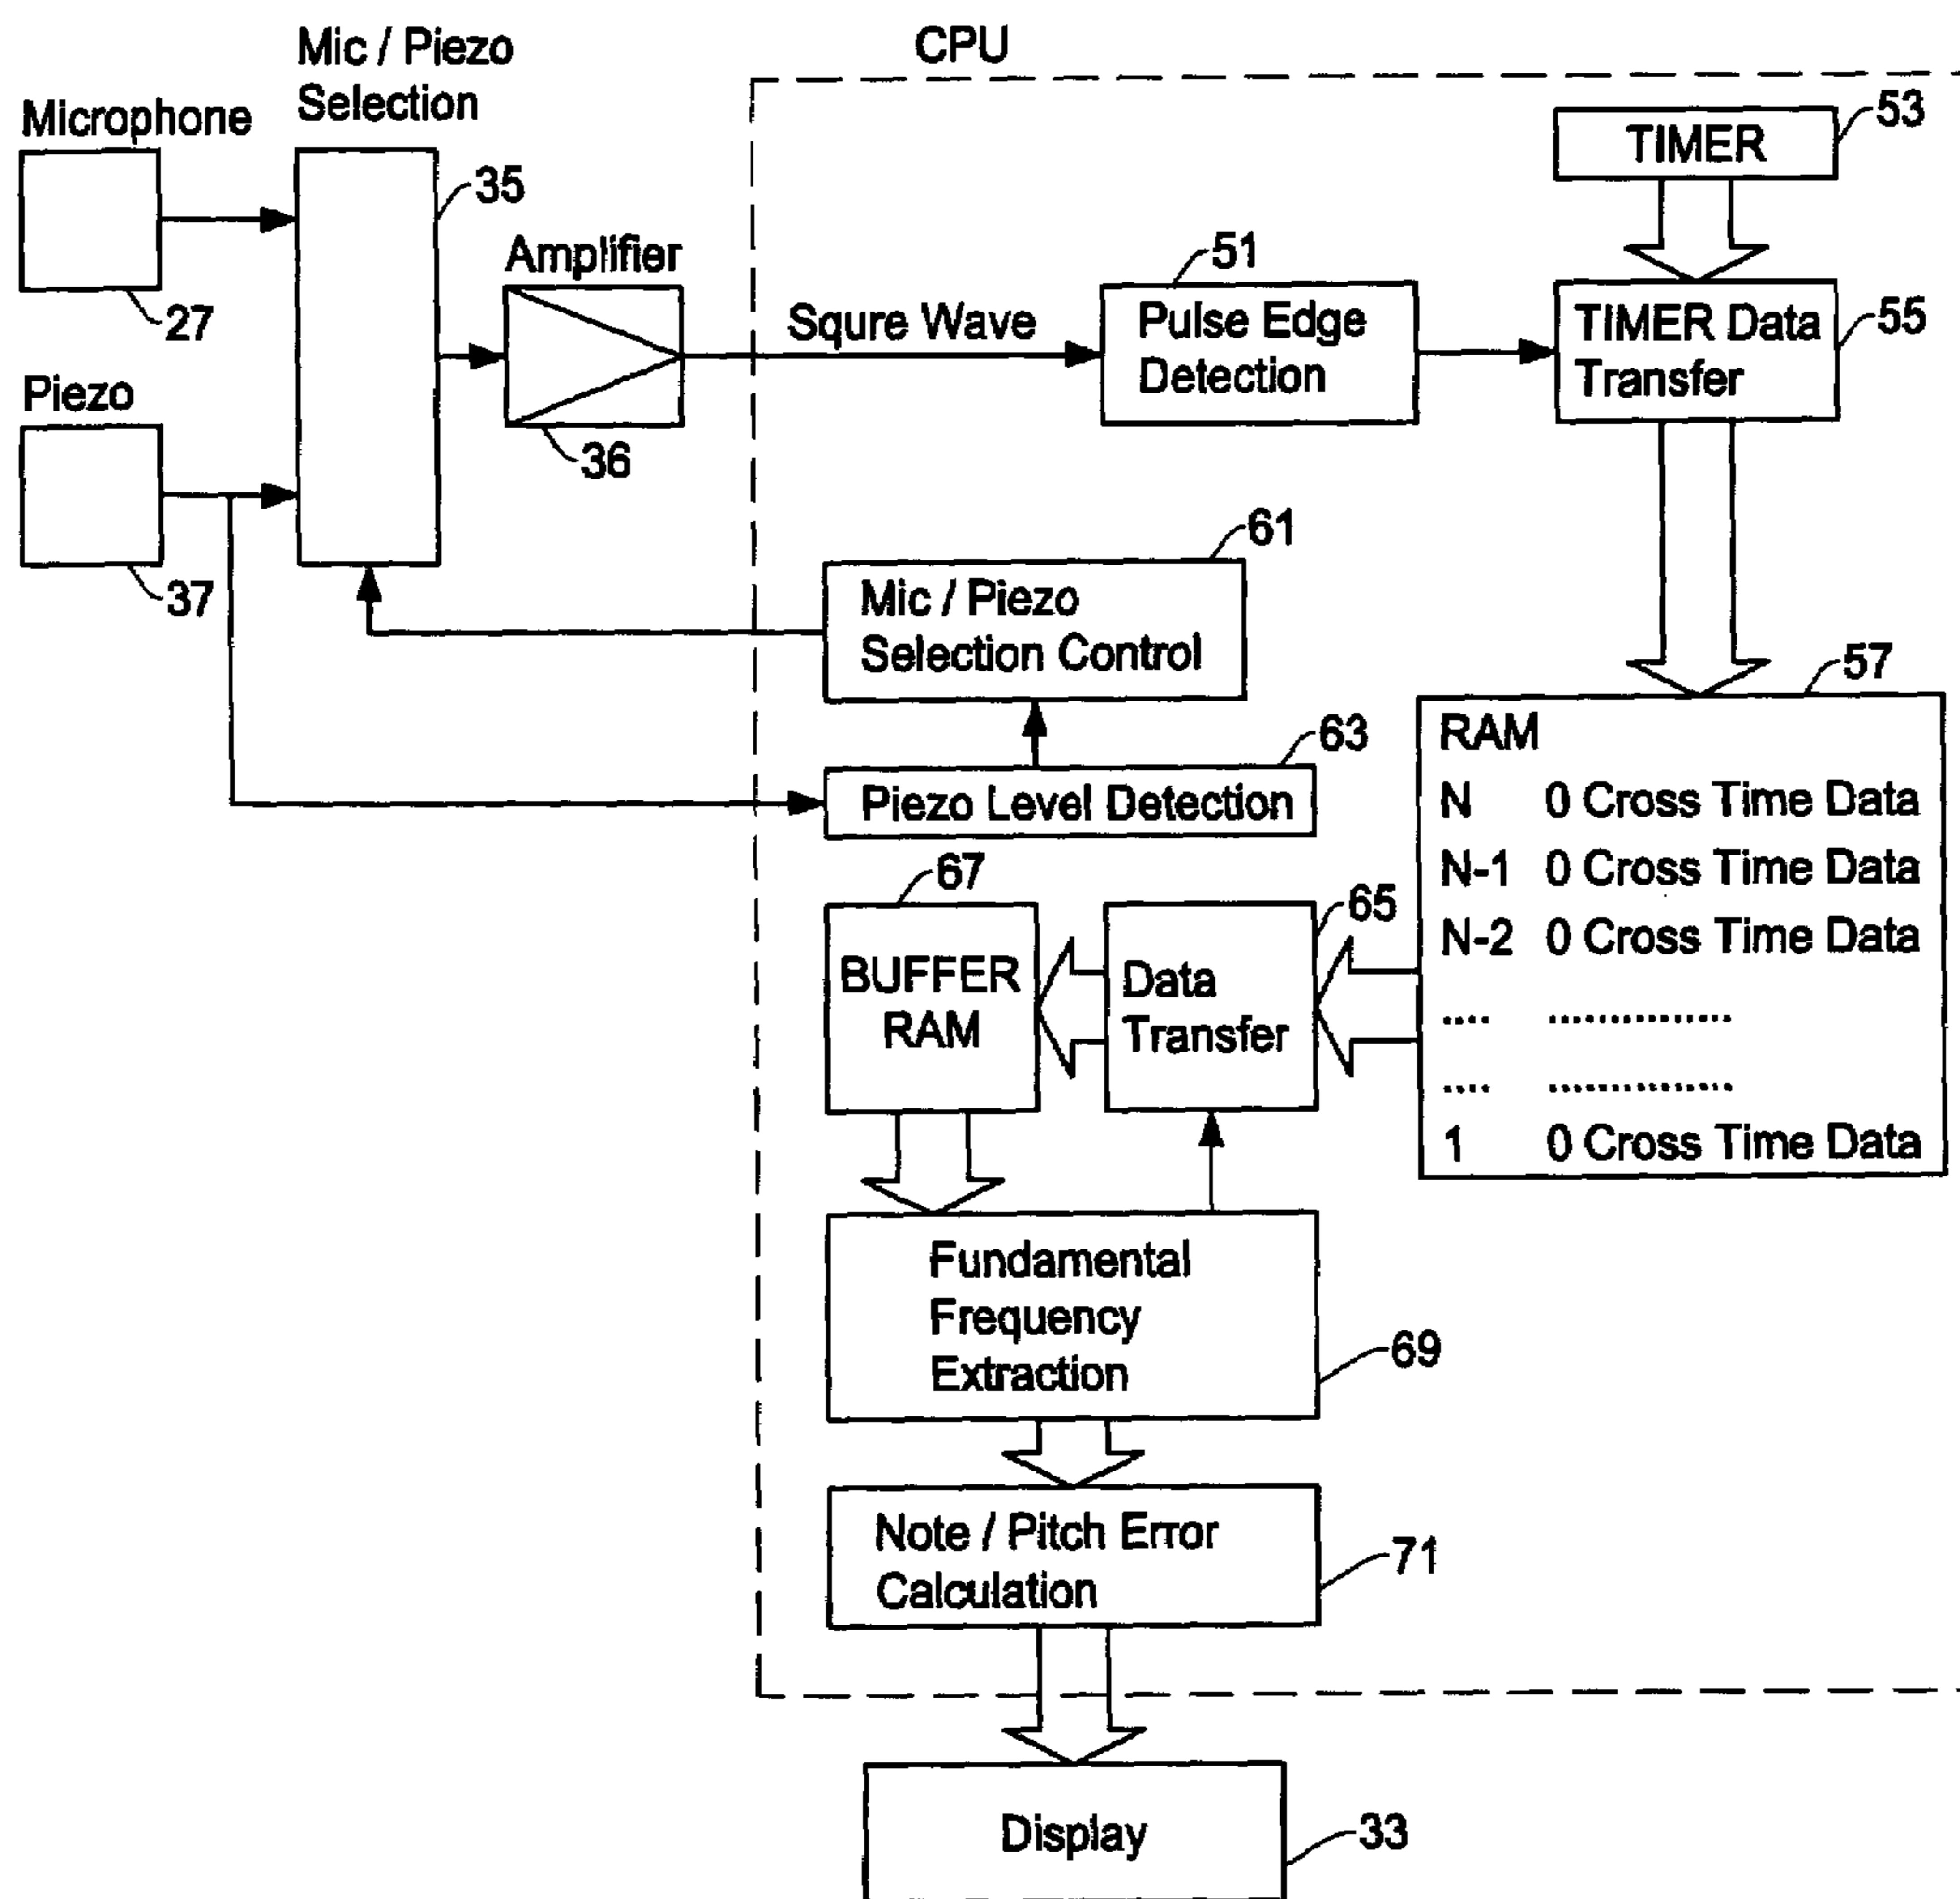 CPU
Mic / Piezo
Selection
Microphone
27
35
Amplifier
36
Piezo
37
Squre Wave
51
Pulse Edge
Detection
53
TIMER
55
TIMER Data
Transfer
61
Mic / Piezo
Selection Control
63
Piezo Level Detection
57
RAM
N 0 Cross Time Data
N-1 0 Cross Time Data
N-2 0 Cross Time Data
.... ...............
.... ...............
1 0 Cross Time Data
67
BUFFER
RAM
65
Data
Transfer
Fundamental
Frequency
Extraction
69
Note / Pitch Error
Calculation
71
Display
33